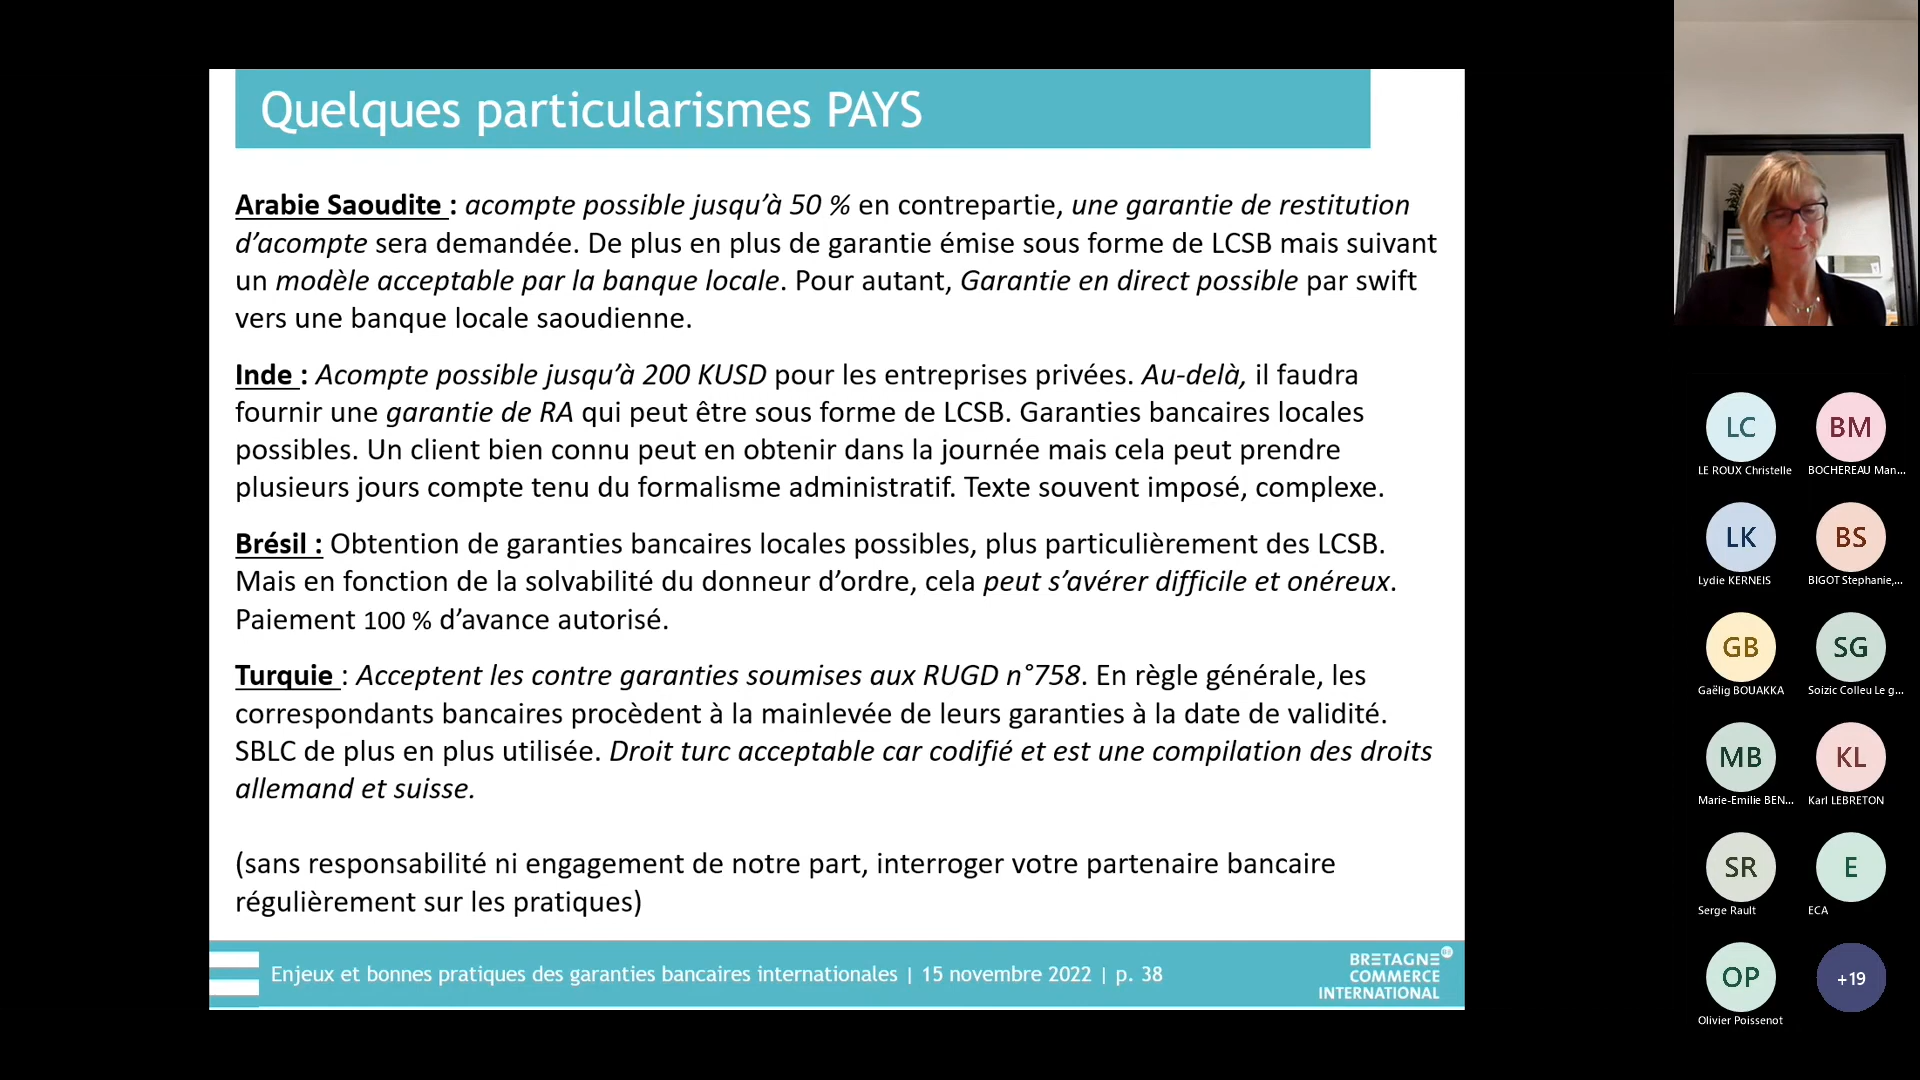 Quelques particularismes PAYS
Arabie Saoudite : acompte possible jusqu’à 50 % en contrepartie, une garantie de restitution
d’acompte sera demandée. De plus en plus de garantie émise sous forme de LCSB mais suivant
un modèle acceptable par la banque locale. Pour autant, Garantie en direct possible par swift
vers une banque locale saoudienne.
Inde : Acompte possible jusqu’à 200 KUSD pour les entreprises privées. Au-delà, il faudra
fournir une garantie de RA qui peut être sous forme de LCSB. Garanties bancaires locales
possibles. Un client bien connu peut en obtenir dans la journée mais cela peut prendre
plusieurs jours compte tenu du formalisme administratif. Texte souvent imposé, complexe.
Brésil : Obtention de garanties bancaires locales possibles, plus particulièrement des LCSB.
Mais en fonction de la solvabilité du donneur d’ordre, cela peut s’avérer difficile et onéreux.
Paiement 100 % d’avance autorisé.
Turquie : Acceptent les contre garanties soumises aux RUGD n°758. En règle générale, les
correspondants bancaires procèdent à la mainlevée de leurs garanties à la date de validité.
SBLC de plus en plus utilisée. Droit turc acceptable car codifié et est une compilation des droits
allemand et suisse.
(sans responsabilité ni engagement de notre part, interroger votre partenaire bancaire
régulièrement sur les pratiques)
Enjeux et bonnes pratiques des garanties bancaires internationales | 15 novembre 2022 | p. 38
BRETAGNE
COMMERCE
INTERNATIONAL
LC BM
LE ROUX Christelle BOCHEREAU Man...
LK BS
Lydie KERNEIS BIGOT Stephanie,...
GB SG
Gaëlig BOUAKKA Soizic Colleu Le g...
MB KL
Marie-Emilie BEN... Karl LEBRETON
SR E
Serge Rault ECA
OP +19
Olivier Poissenot